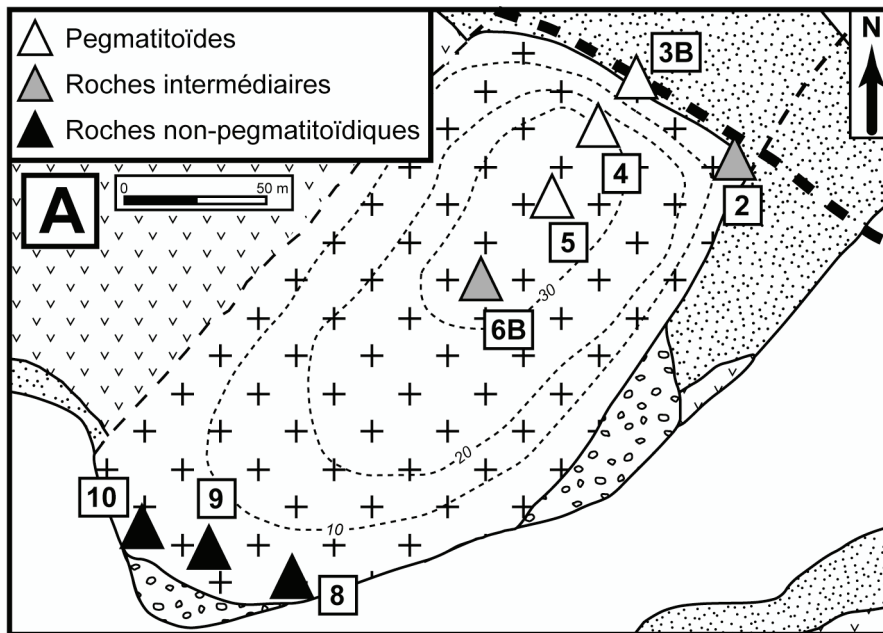 Pegmatitoïdes
Roches intermédiaires
Roches non-pegmatitoïdiques
N
A
0 50 m
3B
4
2
5
-30
6B
20
10
10
9
8